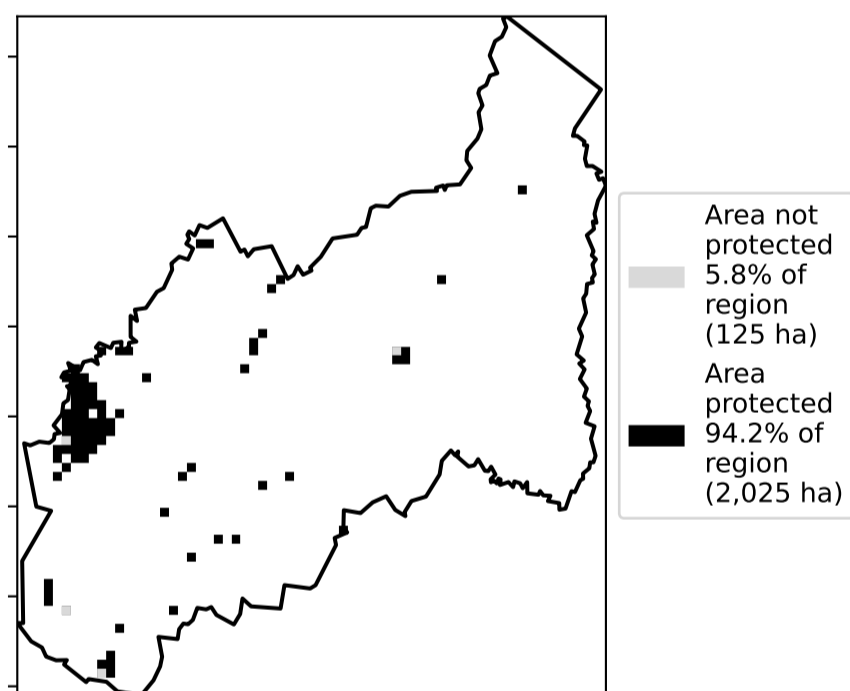 Area not
protected
5.8% of
region
(125 ha)
Area
protected
94.2% of
region
(2,025 ha)